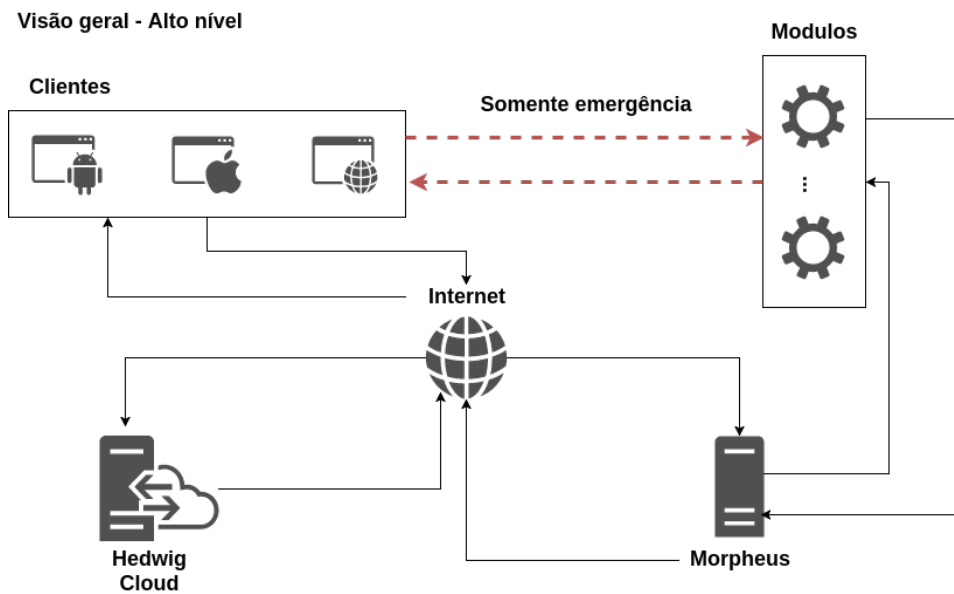 Visão geral - Alto nível
Modulos
Clientes
Somente emergência
Internet
Hedwig
Cloud
Morpheus